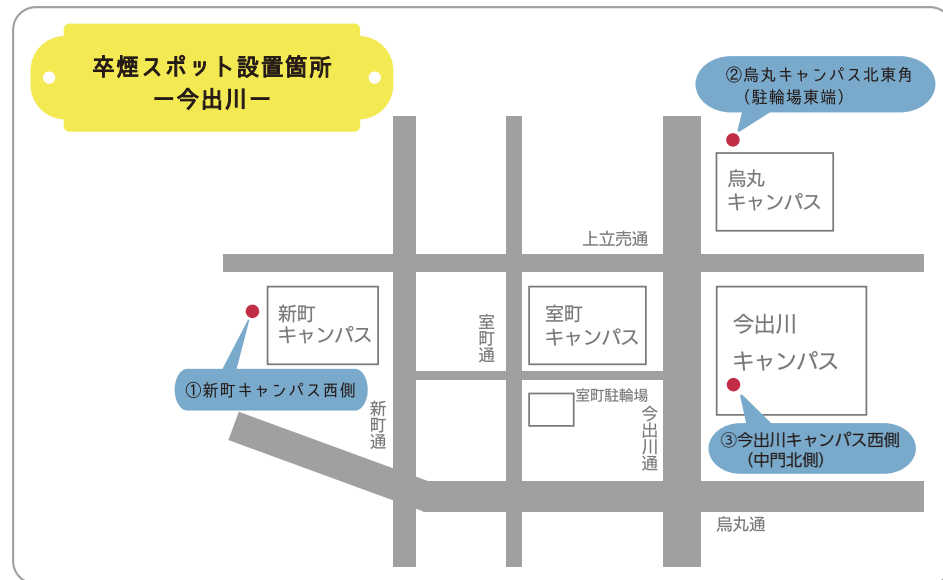 卒煙スポット設置箇所
ー今出川ー
②烏丸キャンパス北東角
(駐輪場東端)
烏丸
キャンパス
上立売通
新町
キャンパス
室町通
室町
キャンパス
今出川
キャンパス
①新町キャンパス西側
新町通
室町駐輪場
今出川通
③今出川キャンパス西側
(中門北側)
烏丸通